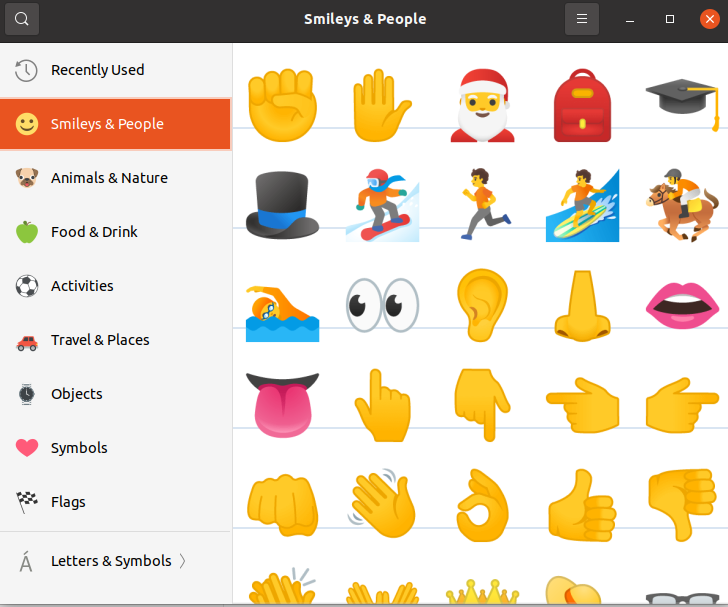 Smileys & People
Recently Used
Smileys & People
Animals & Nature
Food & Drink
Activities
Travel & Places
Objects
Symbols
Flags
Á Letters & Symbols